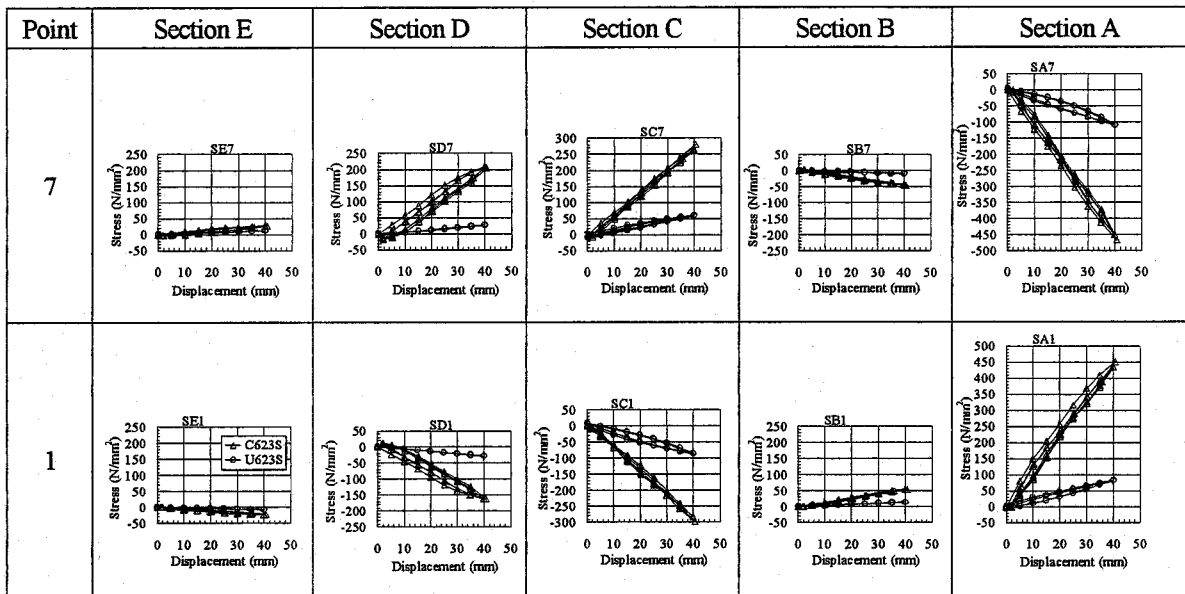 Point Section E Section D Section C Section B Section A
7
SE7
250
200
150
100
50
0
-50
Stress (N/mm²)
0 10 20 30 40 50
Displacement (mm)
SD7
250
200
150
100
50
0
-50
Stress (N/mm²)
0 10 20 30 40 50
Displacement (mm)
SC7
300
250
200
150
100
50
0
-50
Stress (N/mm²)
0 10 20 30 40 50
Displacement (mm)
SB7
50
0
-50
-100
-150
-200
-250
Stress (N/mm²)
0 10 20 30 40 50
Displacement (mm)
SA7
50
0
-50
-100
-150
-200
-250
-300
-350
-400
-450
-500
Stress (N/mm²)
0 10 20 30 40 50
Displacement (mm)
1
SE1
250
200
150
100
50
0
-50
Stress (N/mm²)
C623S
U623S
0 10 20 30 40 50
Displacement (mm)
SD1
50
0
-50
-100
-150
-200
-250
Stress (N/mm²)
0 10 20 30 40 50
Displacement (mm)
SC1
50
0
-50
-100
-150
-200
-250
-300
Stress (N/mm²)
0 10 20 30 40 50
Displacement (mm)
SB1
250
200
150
100
50
0
-50
Stress (N/mm²)
0 10 20 30 40 50
Displacement (mm)
SA1
500
450
400
350
300
250
200
150
100
50
0
-50
Stress (N/mm²)
0 10 20 30 40 50
Displacement (mm)